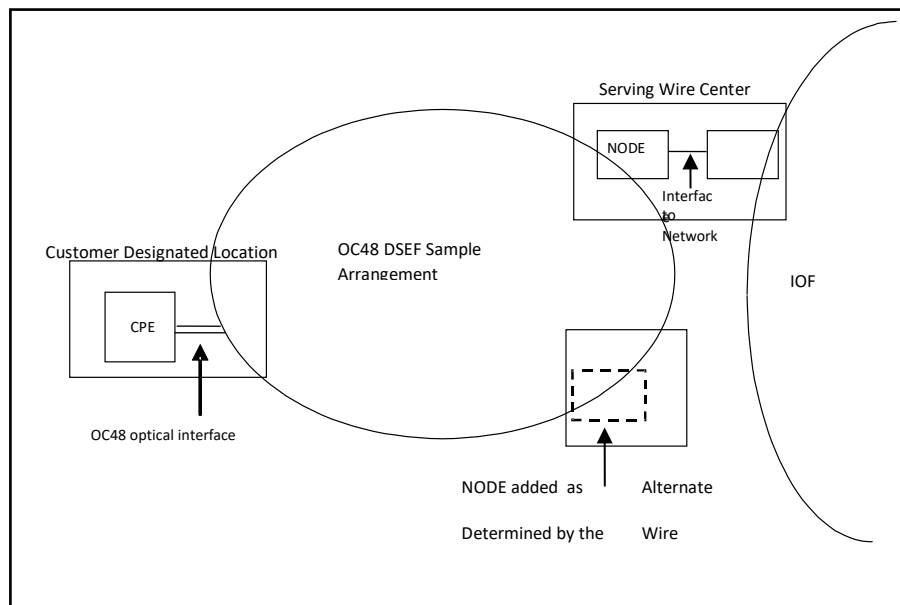 Serving Wire Center
NODE
Interfac
e
to
Network
Customer Designated Location
OC48 DSEF Sample
Arrangement
IOF
CPE
OC48 optical interface
NODE added as
Determined by the
Alternate
Wire